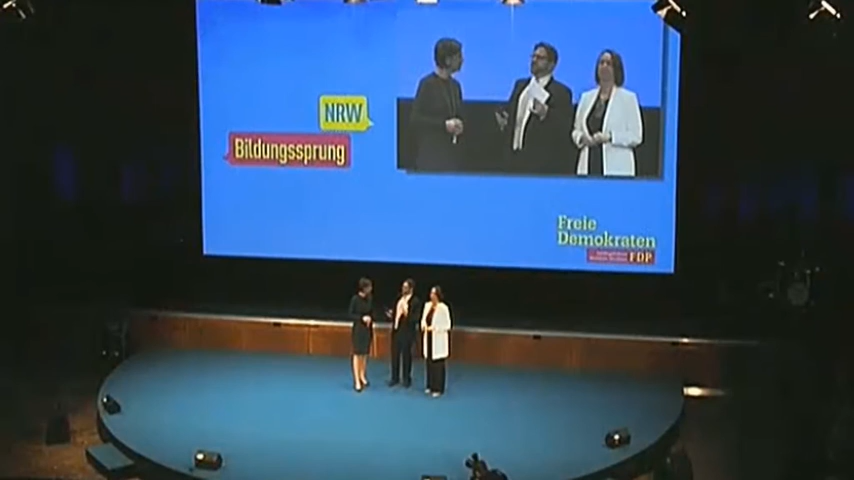 NRW
Bildungssprung
Freie
Demokraten
FDP